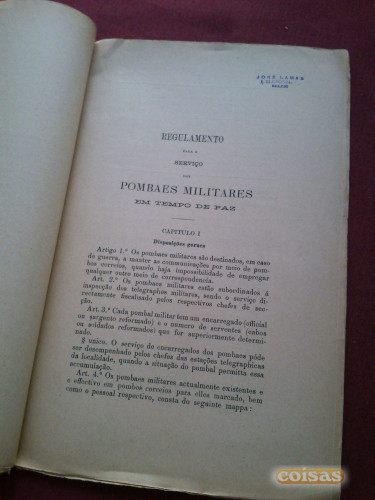 JOSÉ LAMAS
REGULAMENTO
PARA O
SERVIÇO
DOS
POMBAES MILITARES
EM TEMPO DE PAZ
CAPITULO I
Disposições geraes
Artigo 1.º Os pombaes militares são destinados, em caso
de guerra, a manter as communicações por meio de pom-
bos correios, quando haja impossibilidade de empregar
qualquer outro meio de correspondencia.
Art. 2.º Os pombaes militares estão subordinados á
inspecção dos telegraphos militares, sendo o serviço di-
rectamente fiscalisado pelos respectivos chefes de sec-
ção.
Art. 3.º Cada pombal militar tem um encarregado (official
ou sargento reformado) e o numero de serventes (cabos
ou soldados reformados) que for superiormente determi-
nado.
§ unico. O serviço de encarregado dos pombaes póde
ser desempenhado pelos chefes das estações telegraphicas
da localidade, quando a situação do pombal permitta essa
accumulação.
Art. 4.º Os pombaes militares actualmente existentes e
o effectivo em pombos correios para elles marcado, bem
como o pessoal respectivo, consta do seguinte mappa:
coisas